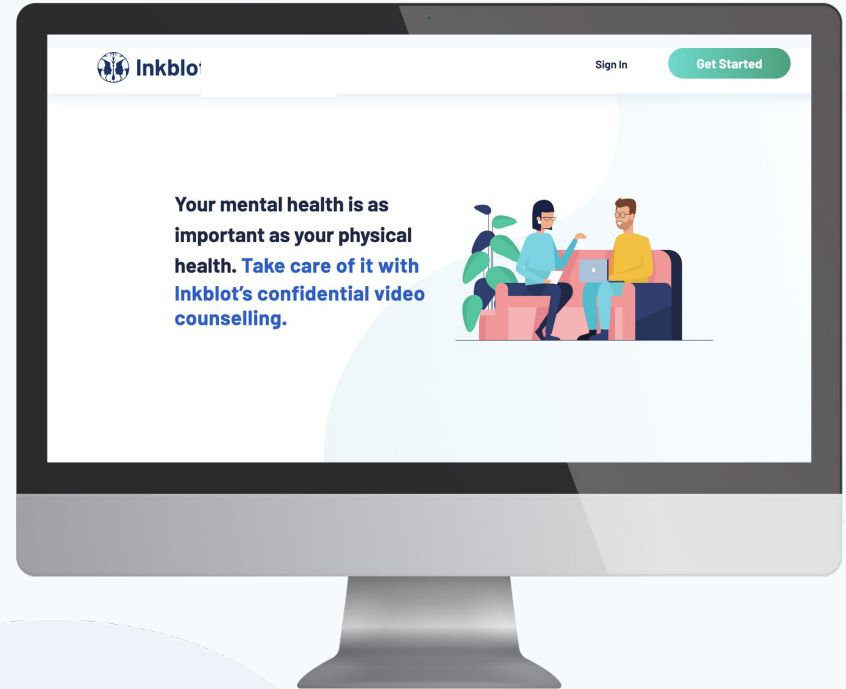 Inkblot
Sign In
Get Started
Your mental health is as
important as your physical
health. Take care of it with
Inkblot's confidential video
counselling.